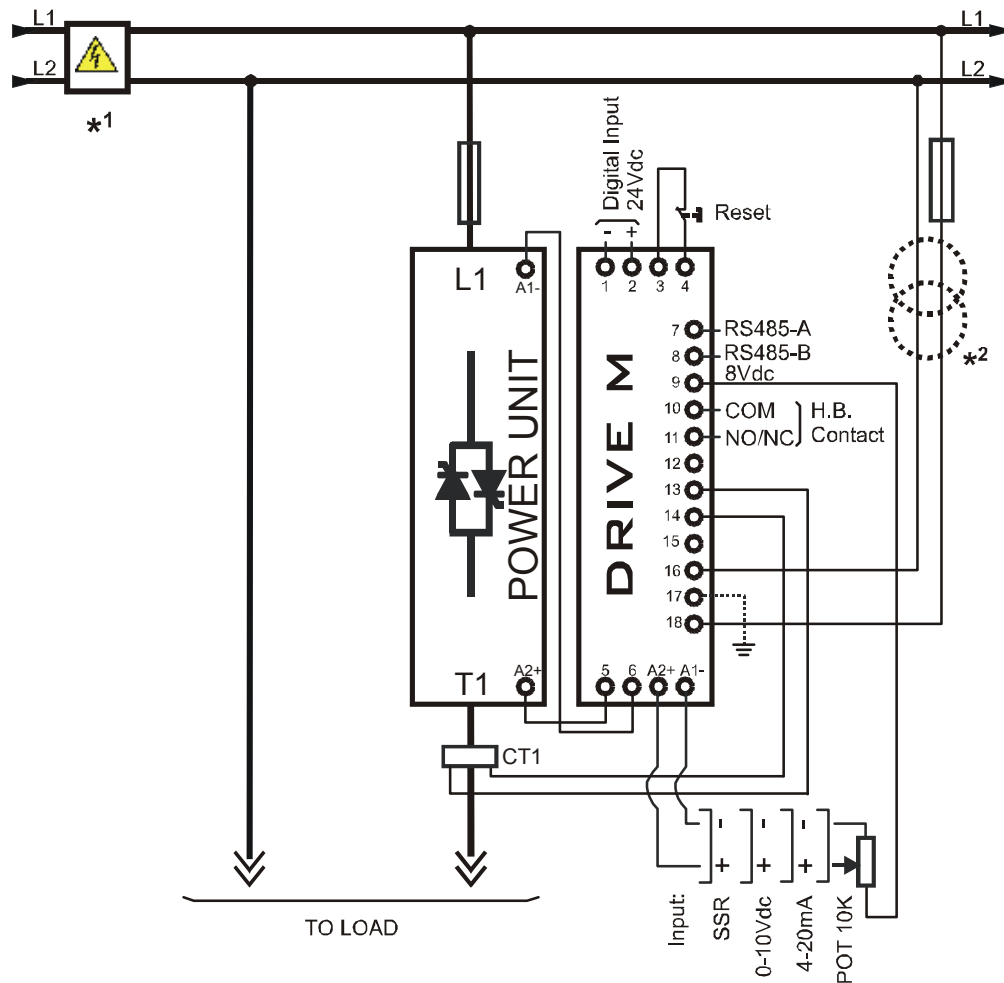 L1
L1
L2
L2
*1
Digital Input
24Vdc
- +
Reset
L1
A1-
1 2 3 4
7 RS485-A
8 RS485-B
8Vdc
9
10 COM
H.B.
11 NO/NC
Contact
12
13
14
15
16
17
18
*2
POWER UNIT
DRIVE M
T1
A2+
5 6 A2+ A1-
CT1
- - -
+ + +
Input:
SSR
0-10Vdc
4-20mA
POT 10K
TO LOAD